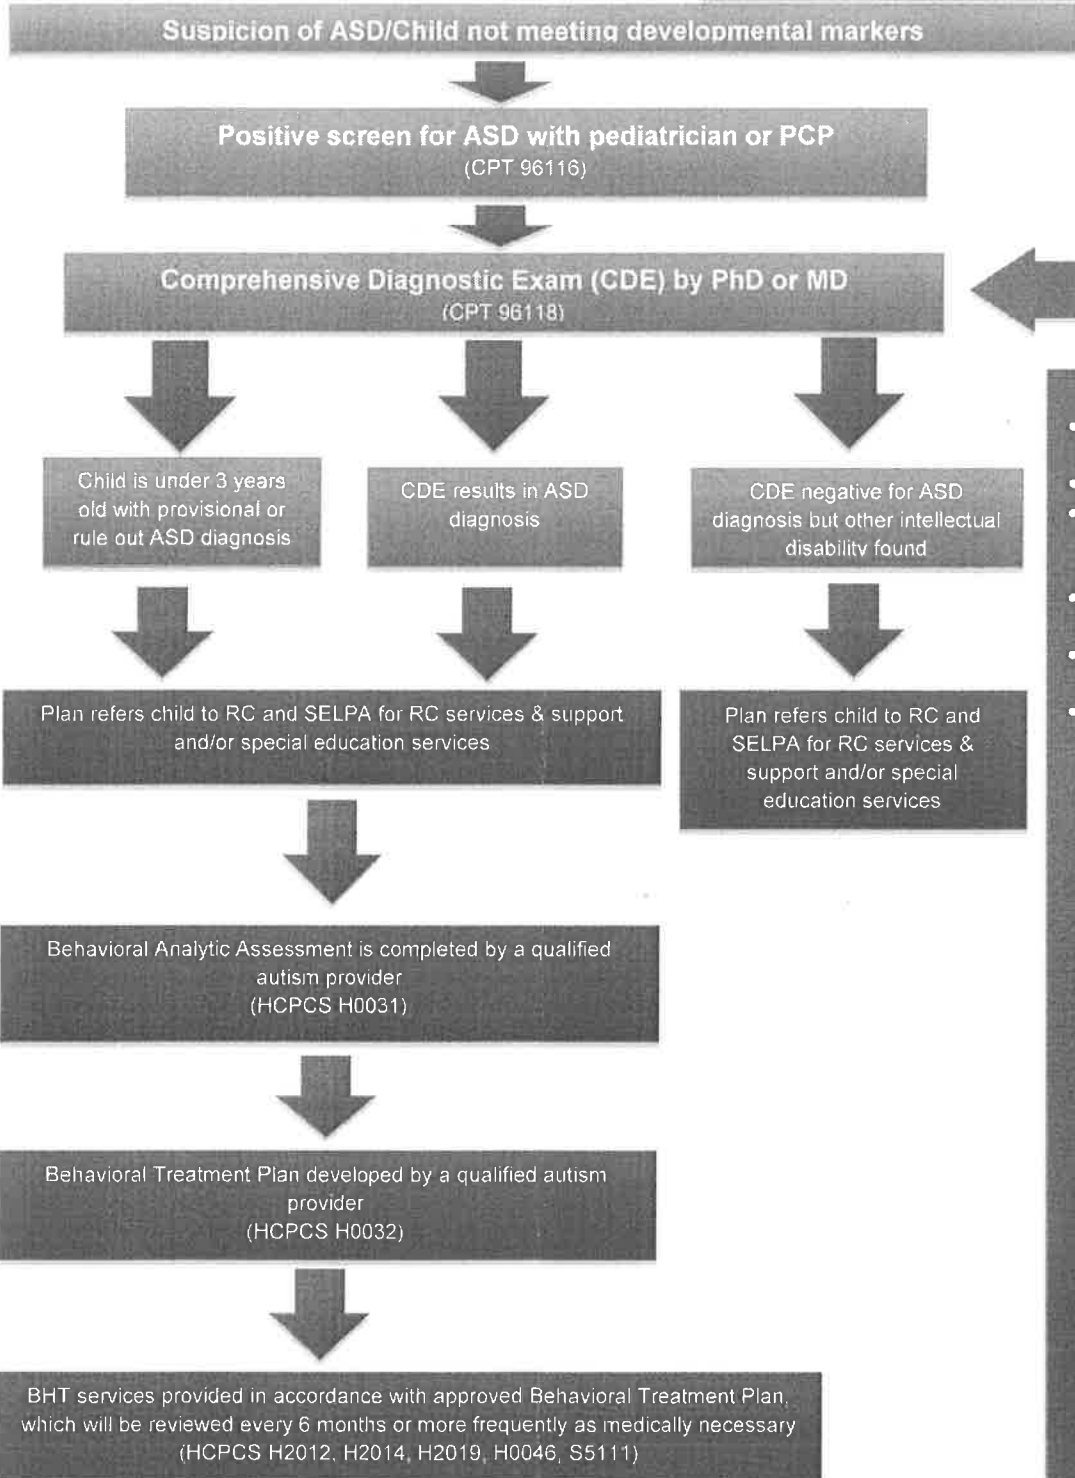 Suspicion of ASD/Child not meeting developmental markers
Positive screen for ASD with pediatrician or PCP
(CPT 96116)
Comprehensive Diagnostic Exam (CDE) by PhD or MD
(CPT 96118)
Child is under 3 years
old with provisional or
rule out ASD diagnosis
CDE results in ASD
diagnosis
CDE negative for ASD
diagnosis but other intellectual
disability found
Plan refers child to RC and SELPA for RC services & support
and/or special education services
Plan refers child to RC and
SELPA for RC services &
support and/or special
education services
Behavioral Analytic Assessment is completed by a qualified
autism provider
(HCPCS H0031)
Behavioral Treatment Plan developed by a qualified autism
provider
(HCPCS H0032)
BHT services provided in accordance with approved Behavioral Treatment Plan,
which will be reviewed every 6 months or more frequently as medically necessary
(HCPCS H2012, H2014, H2019, H0046, S5111)